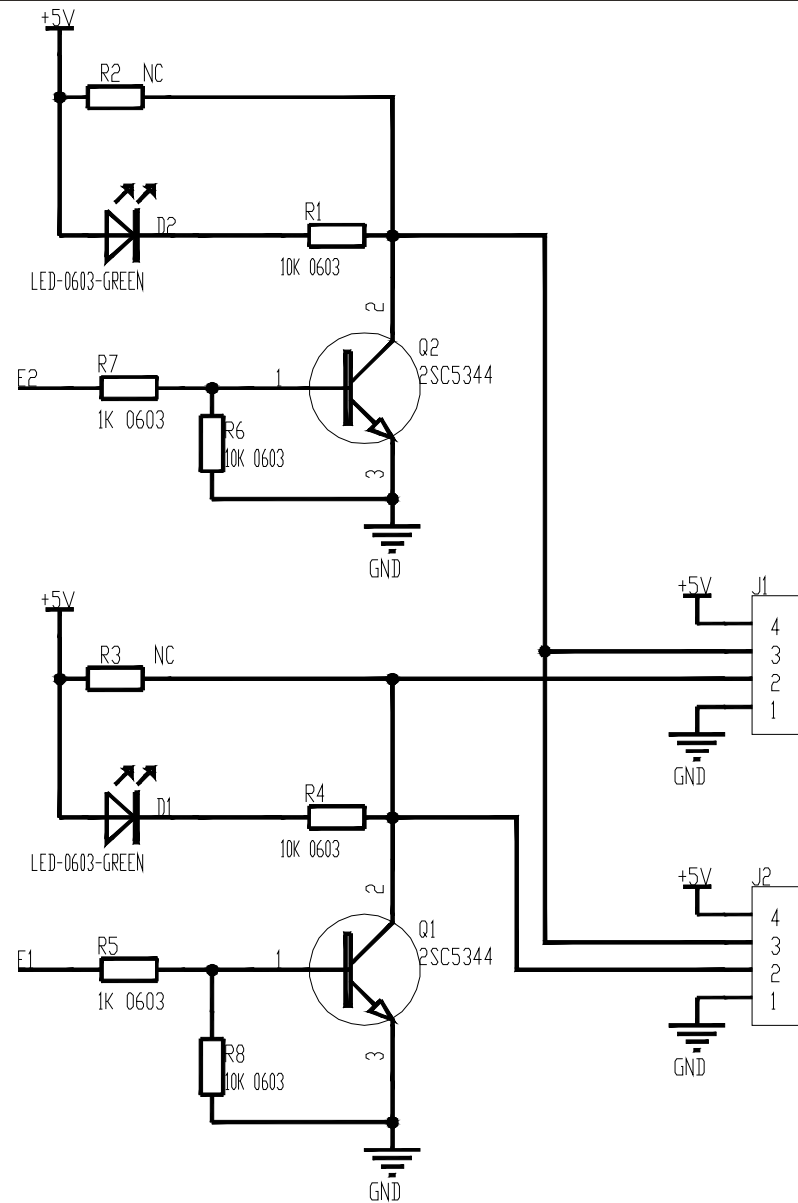 +5V
R2 NC
D2
R1
LED-0603-GREEN
10K 0603
2
Q2
2SC5344
R7
1
1K 0603
R6
10K 0603
3
GND
+5V
J1
4
3
2
1
GND
+5V
R3 NC
D1
R4
LED-0603-GREEN
10K 0603
2
Q1
2SC5344
R5
1
1K 0603
R8
10K 0603
3
GND
+5V
J2
4
3
2
1
GND